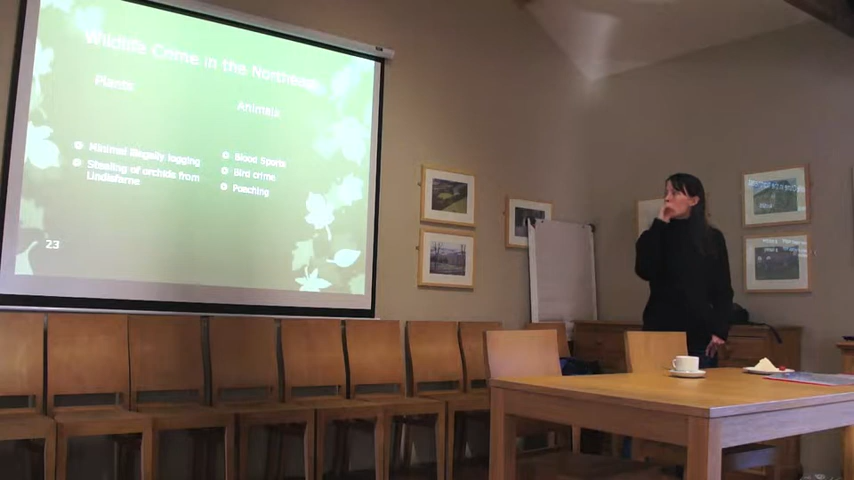 Wildlife Crime in the Northeast
Plants
Animals
Minimal illegally logging
Stealing of orchids from
Lindisfarne
Blood Sports
Bird crime
Poaching
23